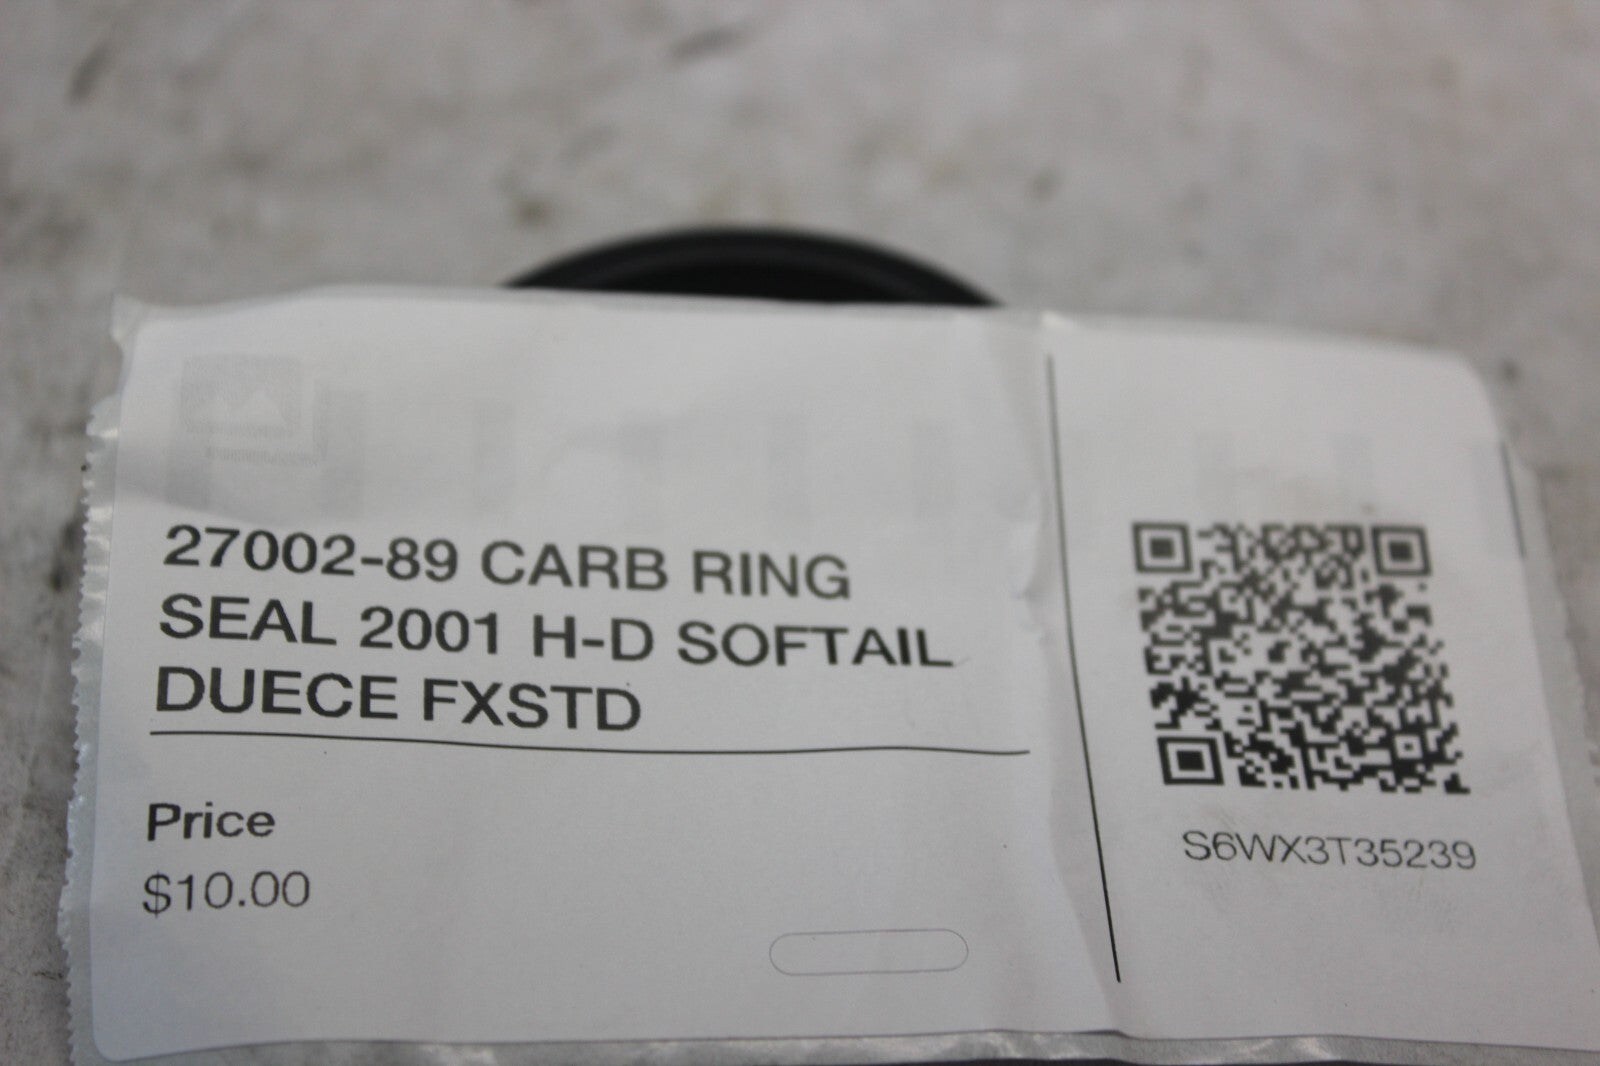 27002-89 CARB RING
SEAL 2001 H-D SOFTAIL
DUECE FXSTD
Price
$10.00
S6WX3T35239